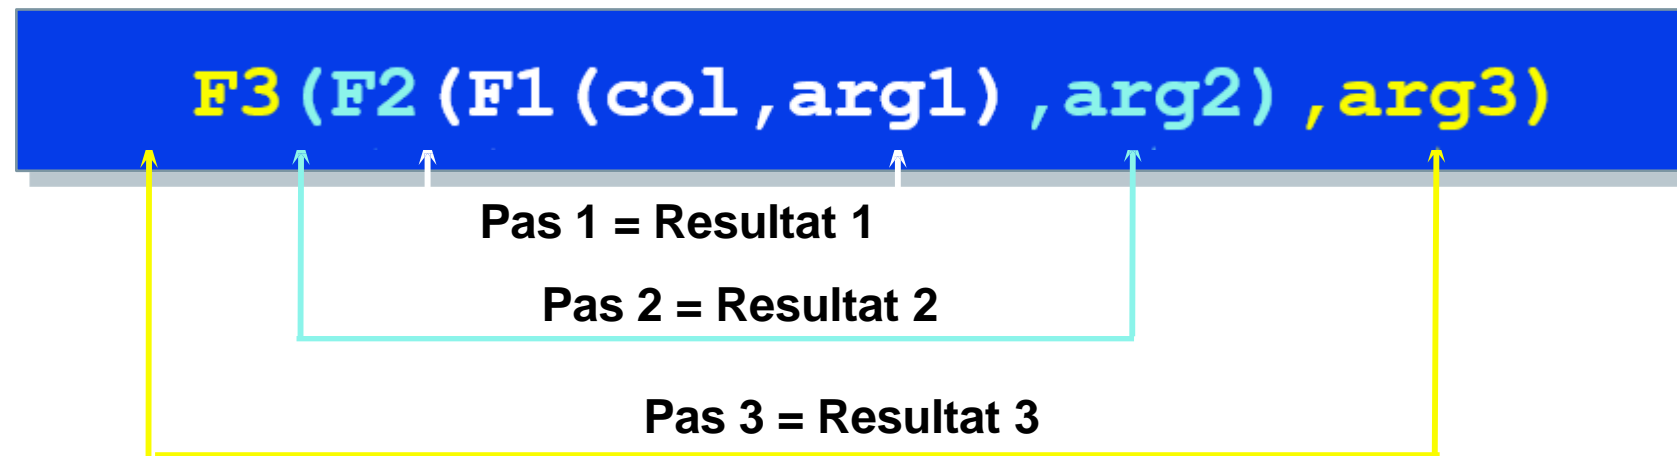 F3(F2(F1(col,arg1),arg2),arg3)
Pas 1 = Resultat 1
Pas 2 = Resultat 2
Pas 3 = Resultat 3